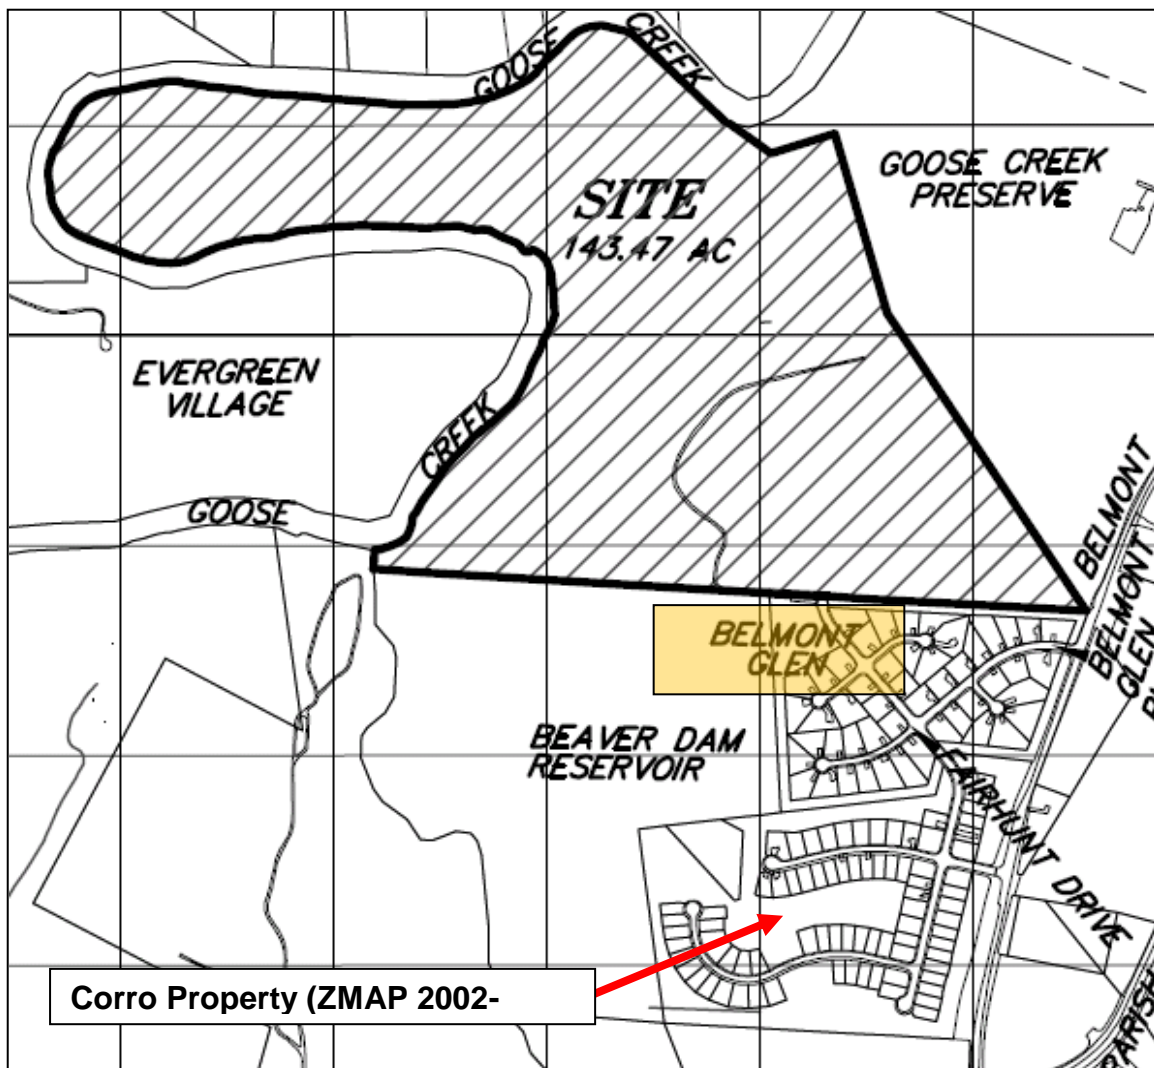 GOOSE
CREEK
GOOSE CREEK
PRESERVE
SITE
143.47 AC
EVERGREEN
VILLAGE
CREEK
GOOSE
BELMONT
BELMONT
GLEN
BELMONT
GLEN
BEAVER DAM
RESERVOIR
FAIRHUNT DRIVE
Corro Property (ZMAP 2002-
PARISH